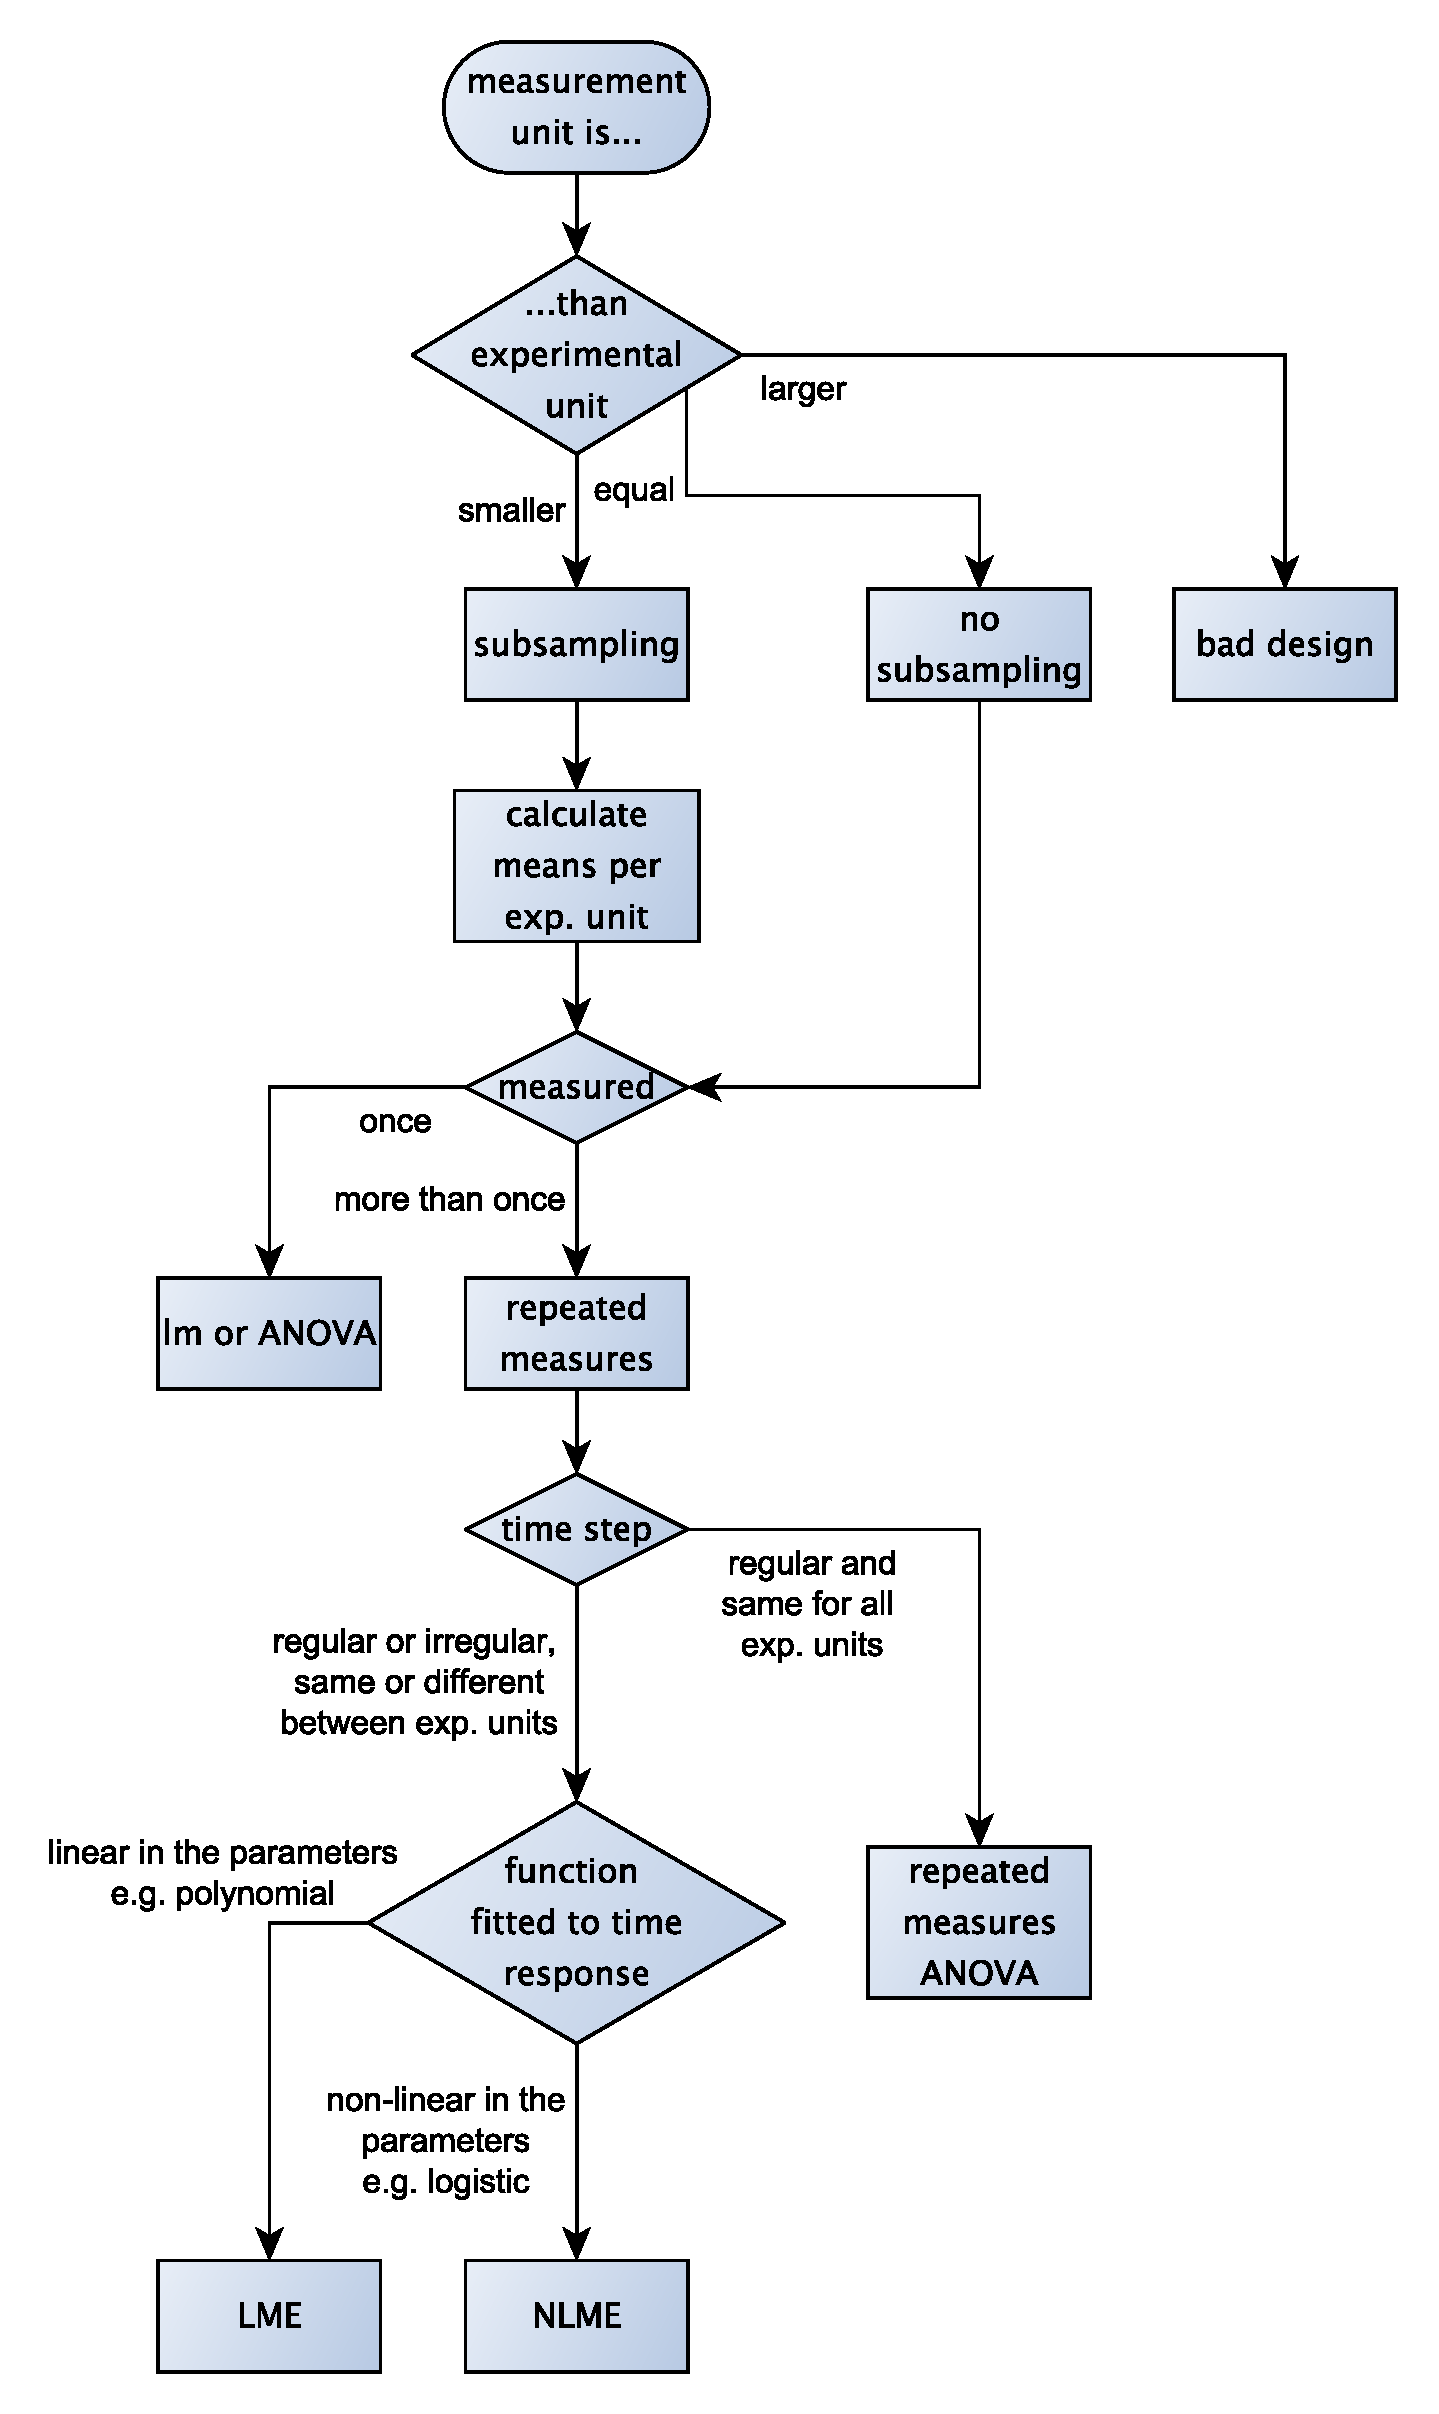 measurement
unit is...
...than
experimental
unit
larger
equal
smaller
subsampling
no
subsampling
bad design
calculate
means per
exp. unit
measured
once
more than once
lm or ANOVA
repeated
measures
time step
regular and
same for all
exp. units
regular or irregular,
same or different
between exp. units
linear in the parameters
e.g. polynomial
function
fitted to time
response
repeated
measures
ANOVA
non-linear in the
parameters
e.g. logistic
LME
NLME